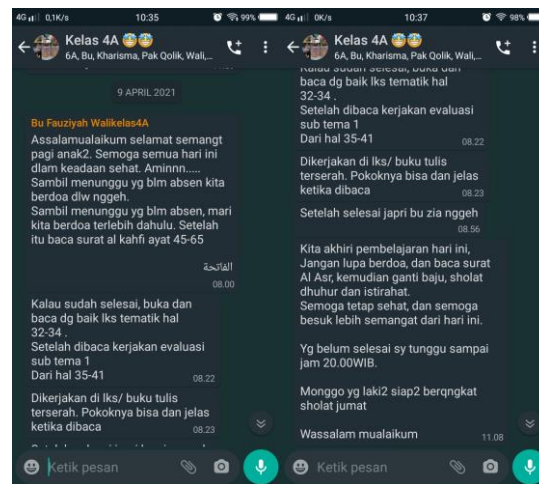 4G 0,1K/s 10:35 99%
Kelas 4A
6A, Bu, Kharisma, Pak Qolik, Wali,...
9 APRIL 2021
Bu Fauziyah Walikelas4A
Assalamualaikum selamat semangt
pagi anak2. Semoga semua hari ini
dlam keadaan sehat. Aminnn.....
Sambil menunggu yg blm absen kita
berdoa dlw nggeh.
Sambil menunggu yg blm absen, mari
kita berdoa terlebih dahulu. Setelah
itu baca surat al kahfi ayat 45-65
الفاتحة
08.00
Kalau sudah selesai, buka dan
baca dg baik lks tematik hal
32-34 .
Setelah dibaca kerjakan evaluasi
sub tema 1
Dari hal 35-41 08.22
Dikerjakan di lks/ buku tulis
terserah. Pokoknya bisa dan jelas
ketika dibaca 08.23
Ketik pesan
4G 0K/s 10:37 98%
Kelas 4A
6A, Bu, Kharisma, Pak Qolik, Wali,...
Kalau sudah selesai, buka dan
baca dg baik lks tematik hal
32-34 .
Setelah dibaca kerjakan evaluasi
sub tema 1
Dari hal 35-41 08.22
Dikerjakan di lks/ buku tulis
terserah. Pokoknya bisa dan jelas
ketika dibaca 08.23
Setelah selesai japri bu zia nggeh
08.56
Kita akhiri pembelajaran hari ini,
Jangan lupa berdoa, dan baca surat
Al Asr, kemudian ganti baju, sholat
dhuhur dan istirahat.
Semoga tetap sehat, dan semoga
besuk lebih semangat dari hari ini.
Yg belum selesai sy tunggu sampai
jam 20.00WIB.
Monggo yg laki2 siap2 berqngkat
sholat jumat
Wassalam mualaikum 11.08
Ketik pesan